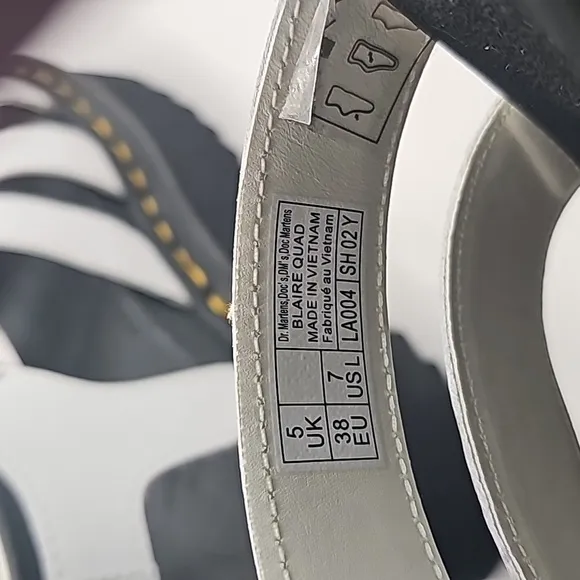 Dr. Martens,Doc's,DM's,Doc Martens
BLAIRE QUAD
MADE IN VIETNAM
Fabriqué au Vietnam
LA004
SH02Y
5
UK
7
US L
38
EU